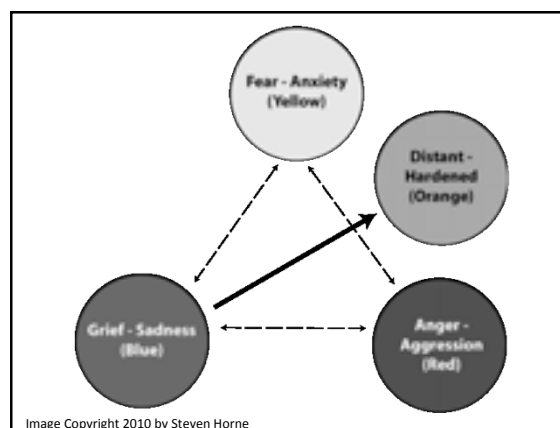 Fear - Anxiety
(Yellow)
Distant -
Hardened
(Orange)
Grief - Sadness
(Blue)
Anger -
Aggression
(Red)
Image Copyright 2010 by Steven Horne